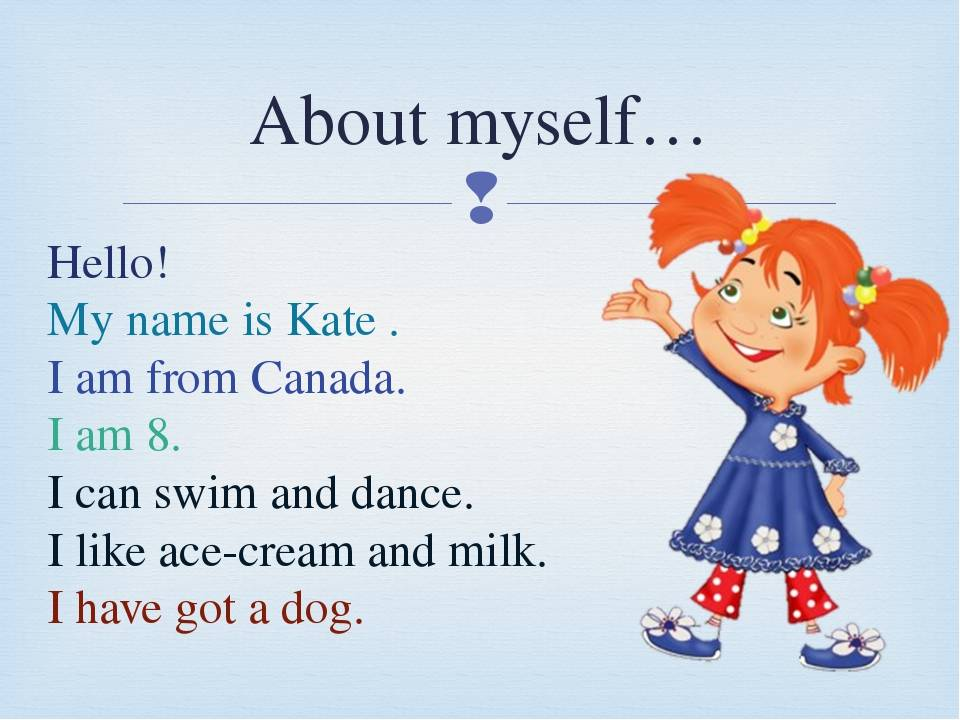 About myself…
❢
Hello!
My name is Kate .
I am from Canada.
I am 8.
I can swim and dance.
I like ace-cream and milk.
I have got a dog.